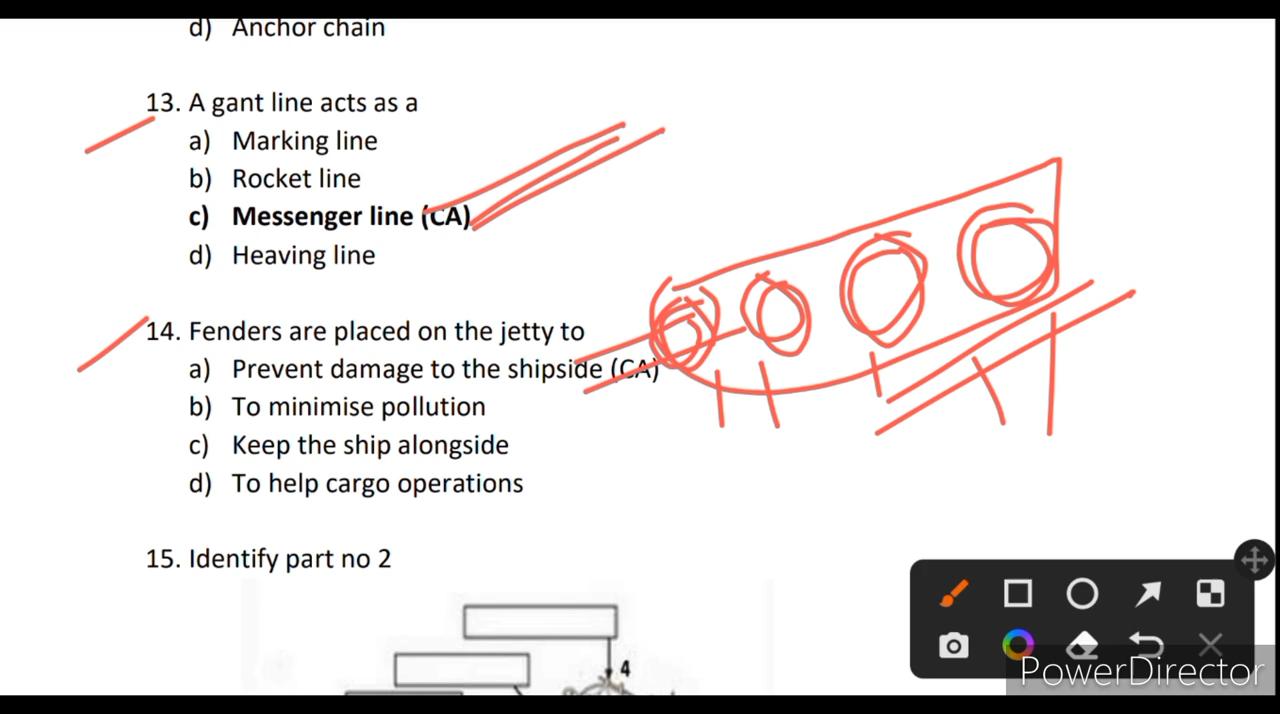 d) Anchor chain
13. A gant line acts as a
a) Marking line
b) Rocket line
c) Messenger line (CA)
d) Heaving line
14. Fenders are placed on the jetty to
a) Prevent damage to the shipside (CA)
b) To minimise pollution
c) Keep the ship alongside
d) To help cargo operations
15. Identify part no 2
4
PowerDirector